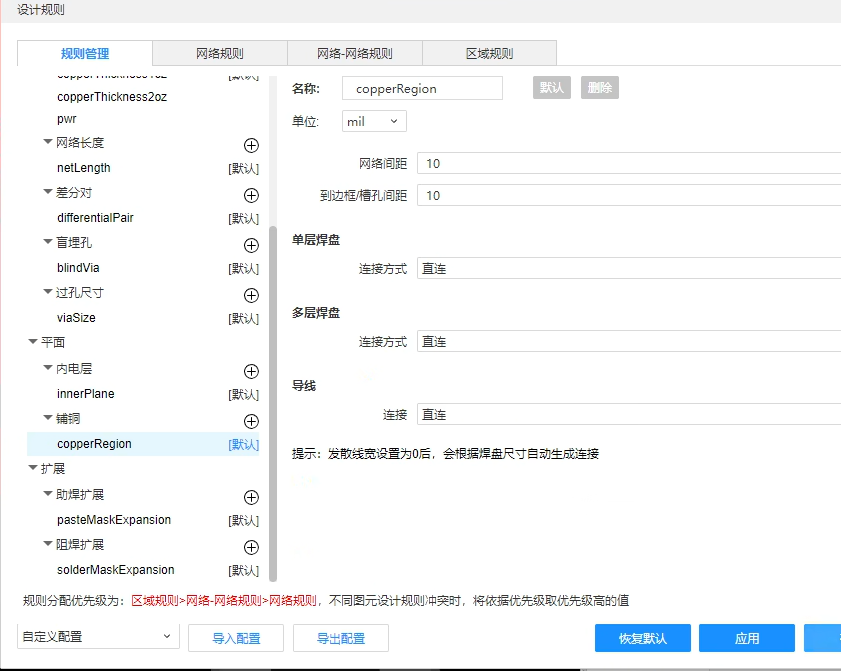 设计规则
规则管理 网络规则 网络-网络规则 区域规则
copperThickness1oz [默认]
copperThickness2oz
pwr
网络长度
netLength [默认]
差分对
differentialPair [默认]
盲埋孔
blindVia [默认]
过孔尺寸
viaSize [默认]
平面
内电层
innerPlane [默认]
铺铜
copperRegion [默认]
扩展
助焊扩展
pasteMaskExpansion [默认]
阻焊扩展
solderMaskExpansion [默认]
名称: copperRegion 默认 删除
单位: mil
网络间距 10
到边框/槽孔间距 10
单层焊盘
连接方式 直连
多层焊盘
连接方式 直连
导线
连接 直连
提示：发散线宽设置为0后，会根据焊盘尺寸自动生成连接
规则分配优先级为：区域规则>网络-网络规则>网络规则，不同图元设计规则冲突时，将依据优先级取优先级高的值
自定义配置 导入配置 导出配置 恢复默认 应用